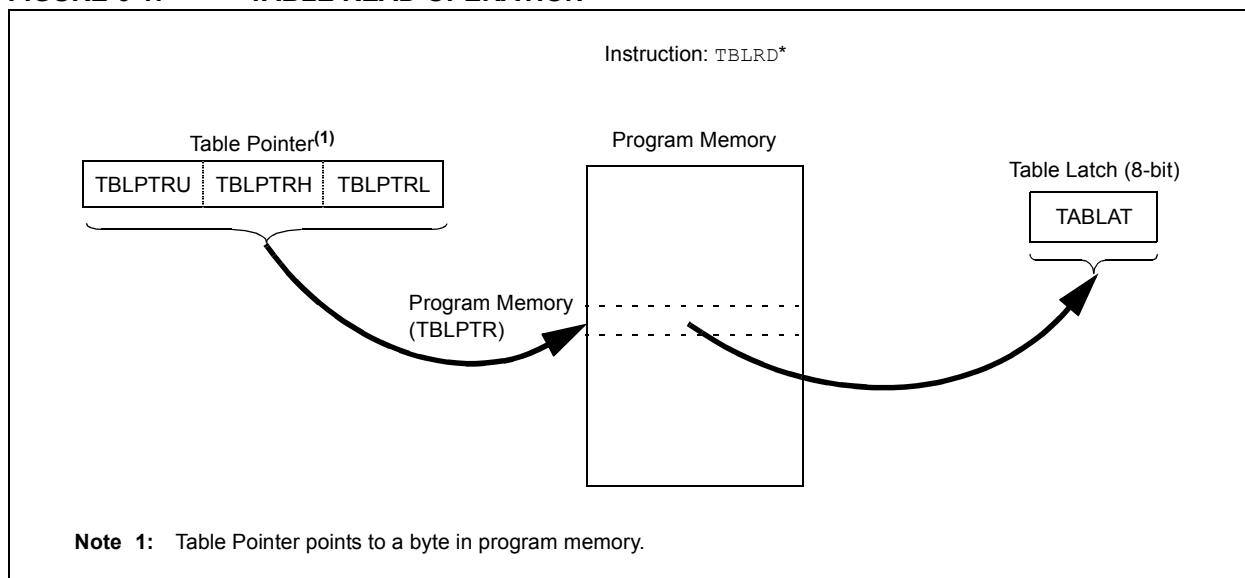 Instruction: TBLRD*
Table Pointer(1)
Program Memory
Table Latch (8-bit)
TBLPTRU TBLPTRH TBLPTRL
TABLAT
Program Memory
(TBLPTR)
Note 1: Table Pointer points to a byte in program memory.